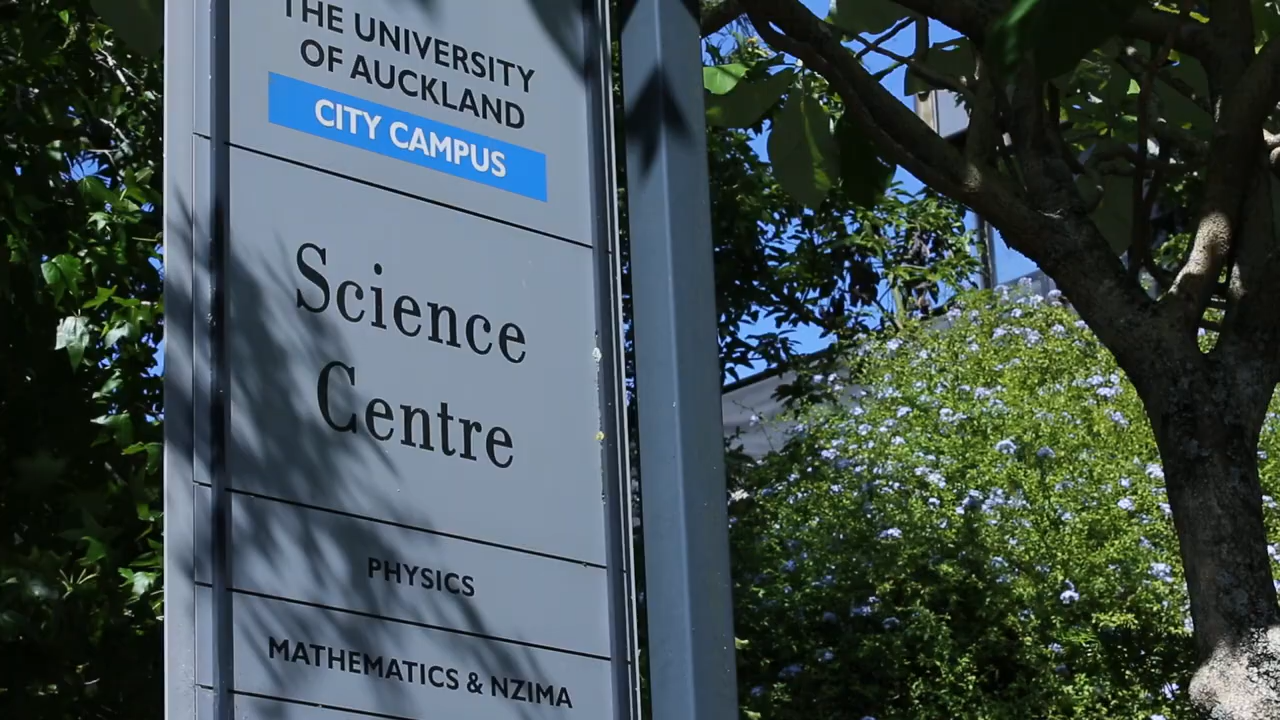 THE UNIVERSITY
OF AUCKLAND
CITY CAMPUS
Science
Centre
PHYSICS
MATHEMATICS & NZIMA